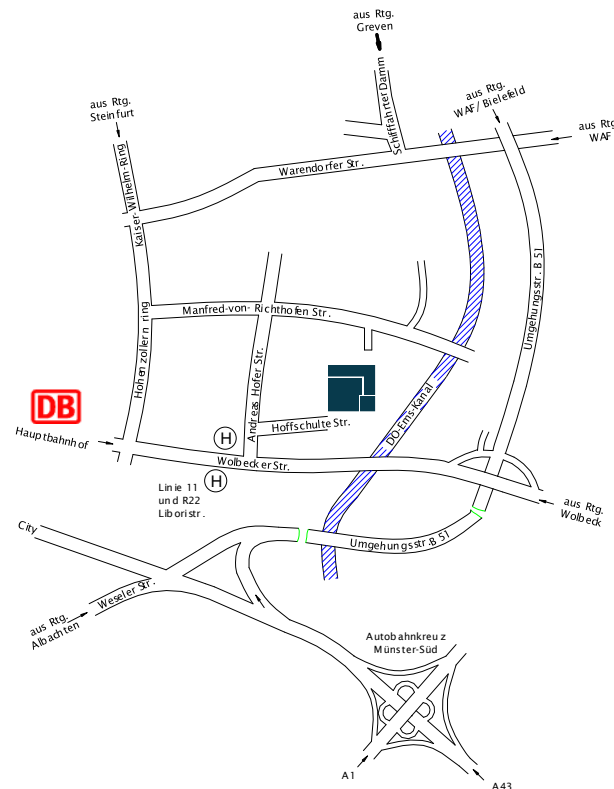 aus Rtg.
Greven
Schifffahrter Damm
aus Rtg.
WAF/Bielefeld
aus Rtg.
WAF
aus Rtg.
Steinfurt
Kaiser-Wilhelm-Ring
Warendorfer Str.
Umgehungsstr. B 51
Manfred-von-Richthofen Str.
Hohenzollernring
Andreas Hofer Str.
DB
Hauptbahnhof
H
Hoffschulte Str.
DO-Ems-Kanal
Wolbecker Str.
H
Linie 11
und R22
Liboristr.
aus Rtg.
Wolbeck
City
Umgehungsstr.B 51
Weseler Str.
aus Rtg.
Albachten
Autobahnkreuz
Münster-Süd
A1
A43